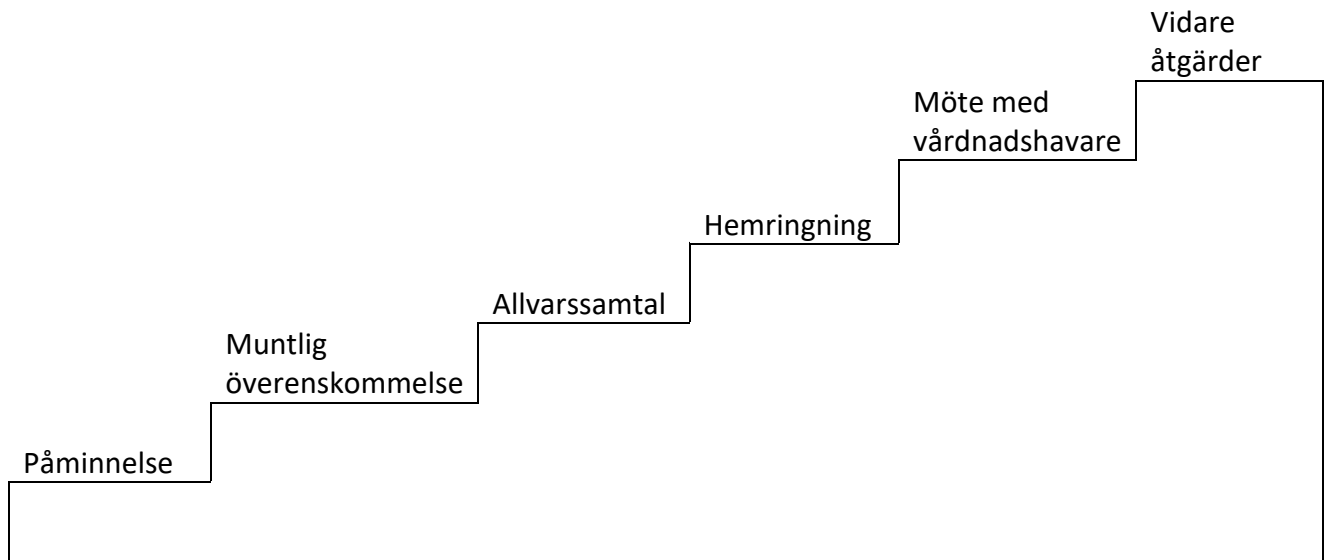 Vidare
åtgärder
Möte med
vårdnadshavare
Hemringning
Allvarssamtal
Muntlig
överenskommelse
Påminnelse